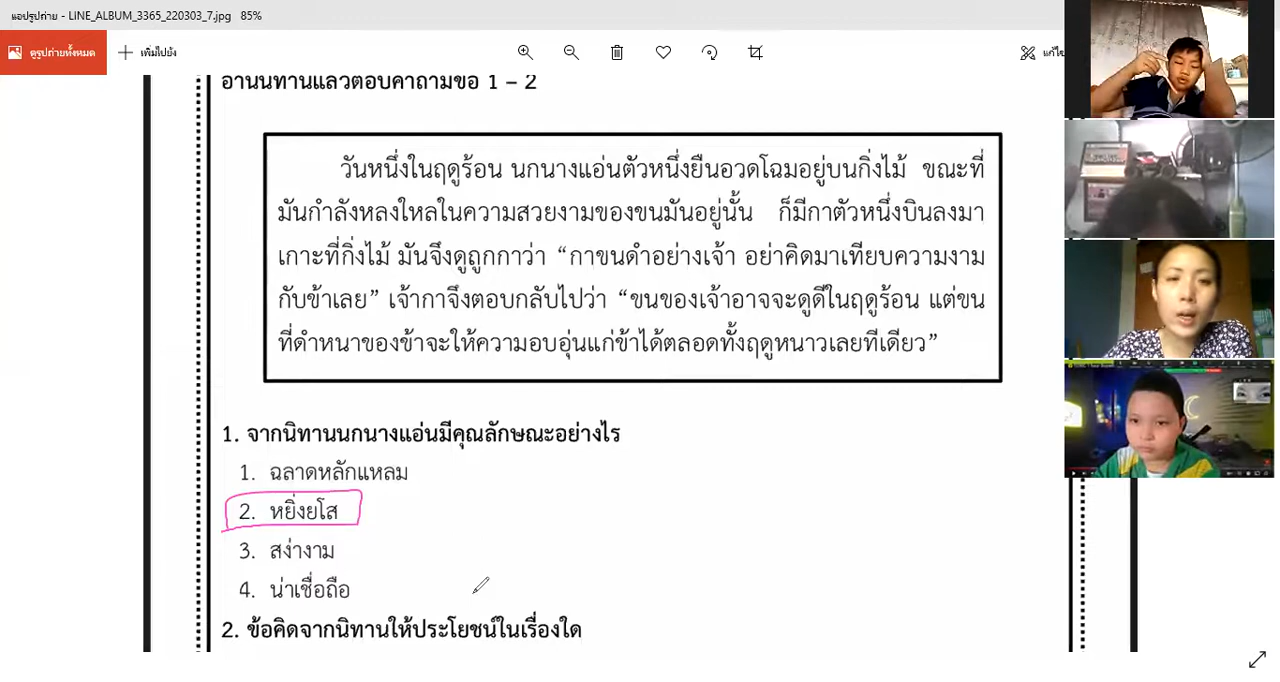 แอปรูปถ่าย - LINE_ALBUM_3365_220303_7.jpg 85%
ดูรูปถ่ายทั้งหมด
เพิ่มไปยัง
อ่านนิทานแล้วตอบคำถามข้อ 1 – 2
วันหนึ่งในฤดูร้อน นกนางแอ่นตัวหนึ่งยืนอวดโฉมอยู่บนกิ่งไม้ ขณะที่
มันกำลังหลงใหลในความสวยงามของขนมันอยู่นั้น ก็มีกาตัวหนึ่งบินลงมา
เกาะที่กิ่งไม้ มันจึงดูถูกกาว่า “กาขนดำอย่างเจ้า อย่าคิดมาเทียบความงาม
กับข้าเลย” เจ้ากาจึงตอบกลับไปว่า “ขนของเจ้าอาจจะดูดีในฤดูร้อน แต่ขน
ที่ดำหนาของข้าจะให้ความอบอุ่นแก่ข้าได้ตลอดทั้งฤดูหนาวเลยทีเดียว”
1. จากนิทานนกนางแอ่นมีคุณลักษณะอย่างไร
1. ฉลาดหลักแหลม
2. หยิ่งยโส
3. สง่างาม
4. น่าเชื่อถือ
2. ข้อคิดจากนิทานให้ประโยชน์ในเรื่องใด